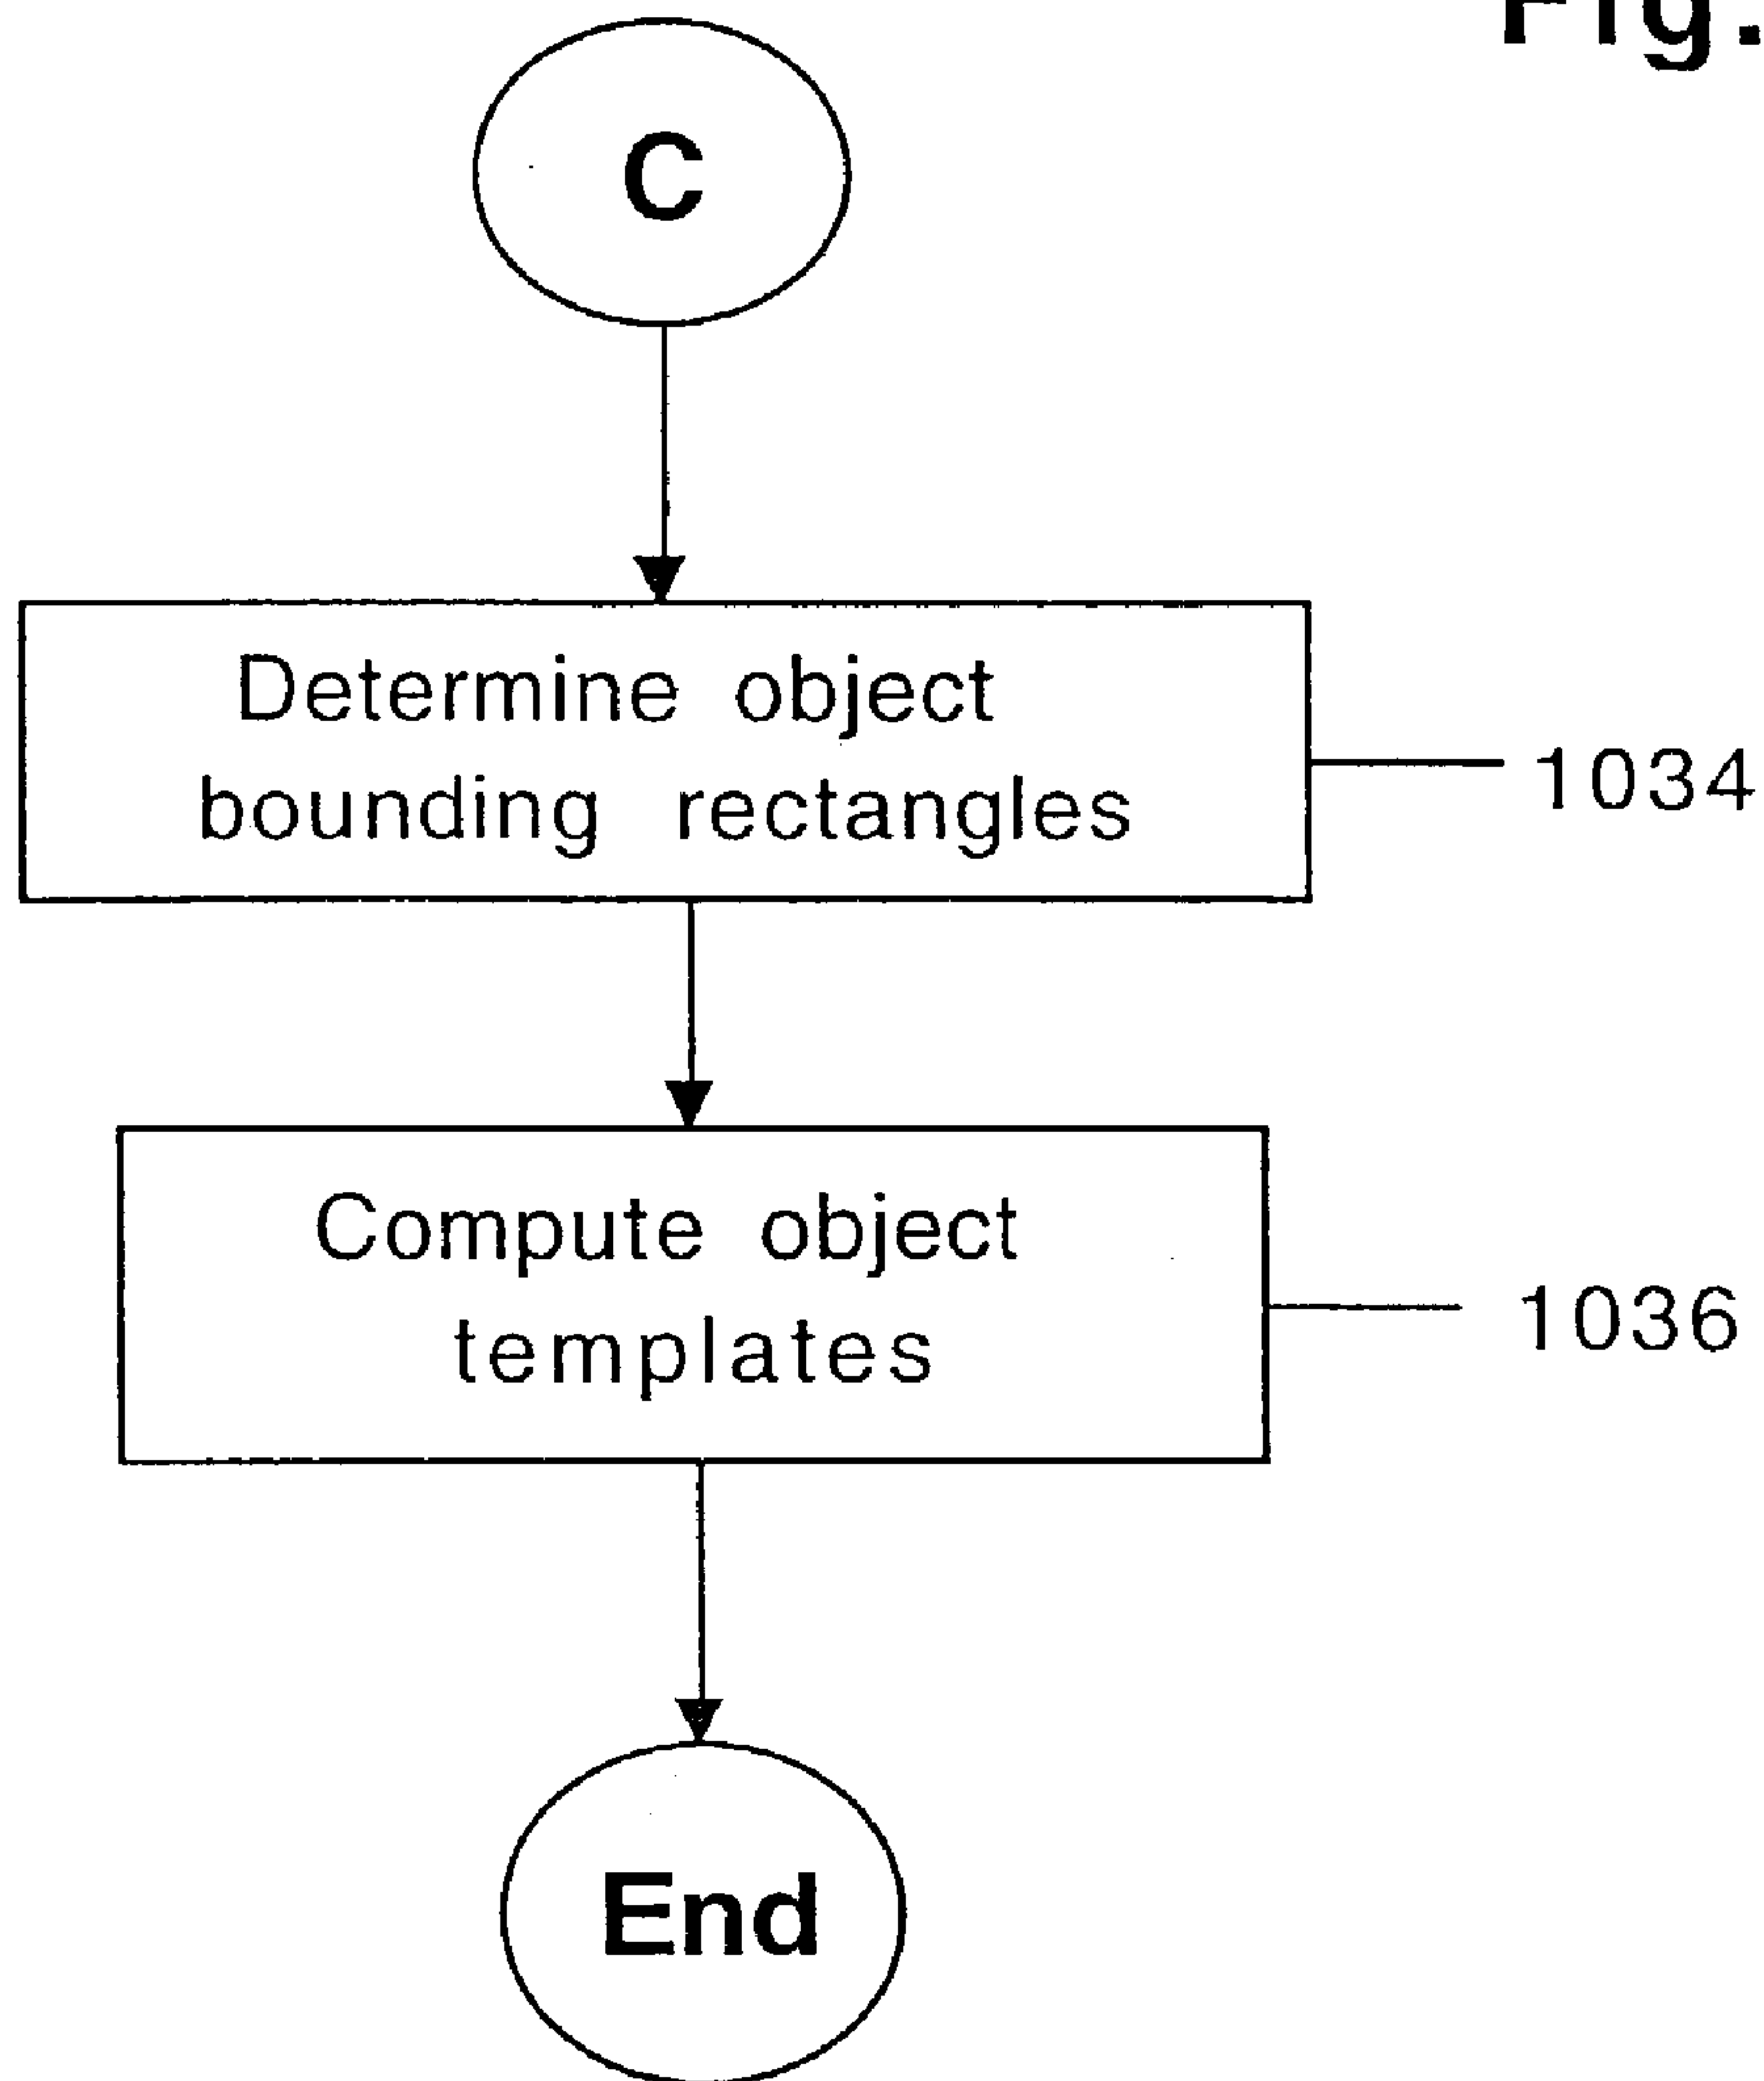 Fig.
C
Determine object
bounding rectangles
1034
Compute object
templates
1036
End